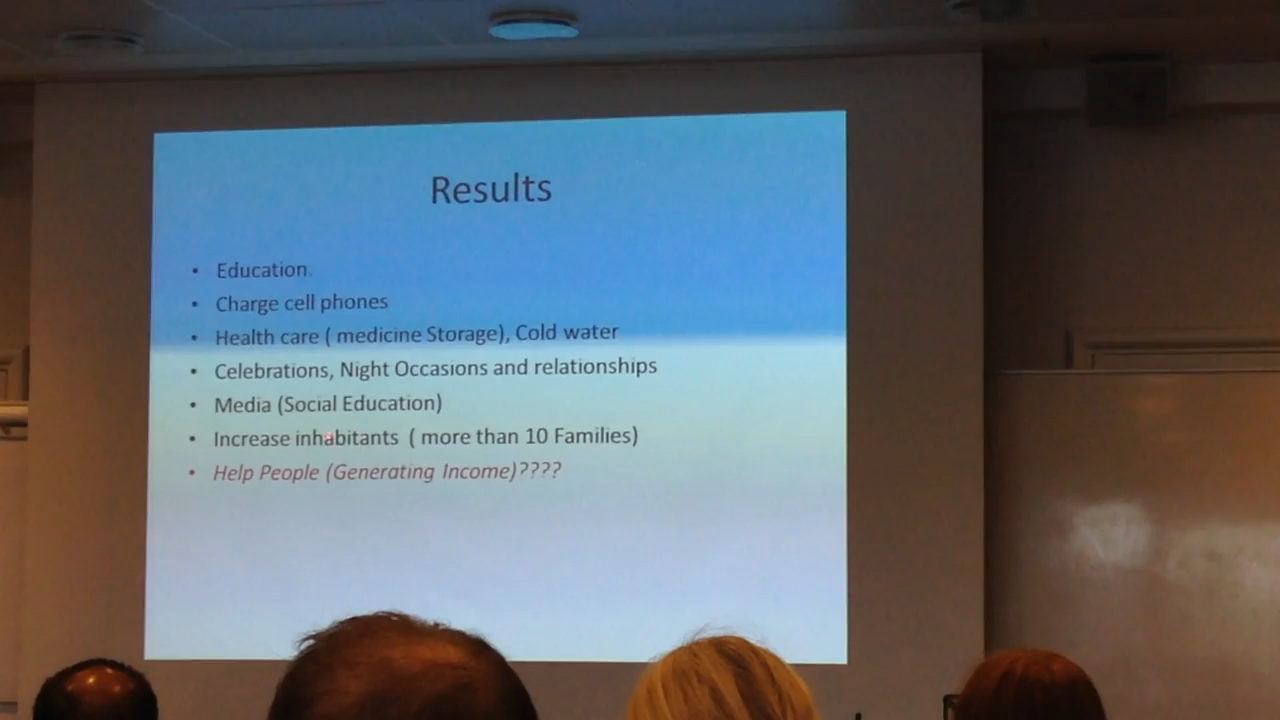 Results
• Education
• Charge cell phones
• Health care ( medicine Storage), Cold water
• Celebrations, Night Occasions and relationships
• Media (Social Education)
• Increase inhabitants ( more than 10 Families)
• Help People (Generating Income)????